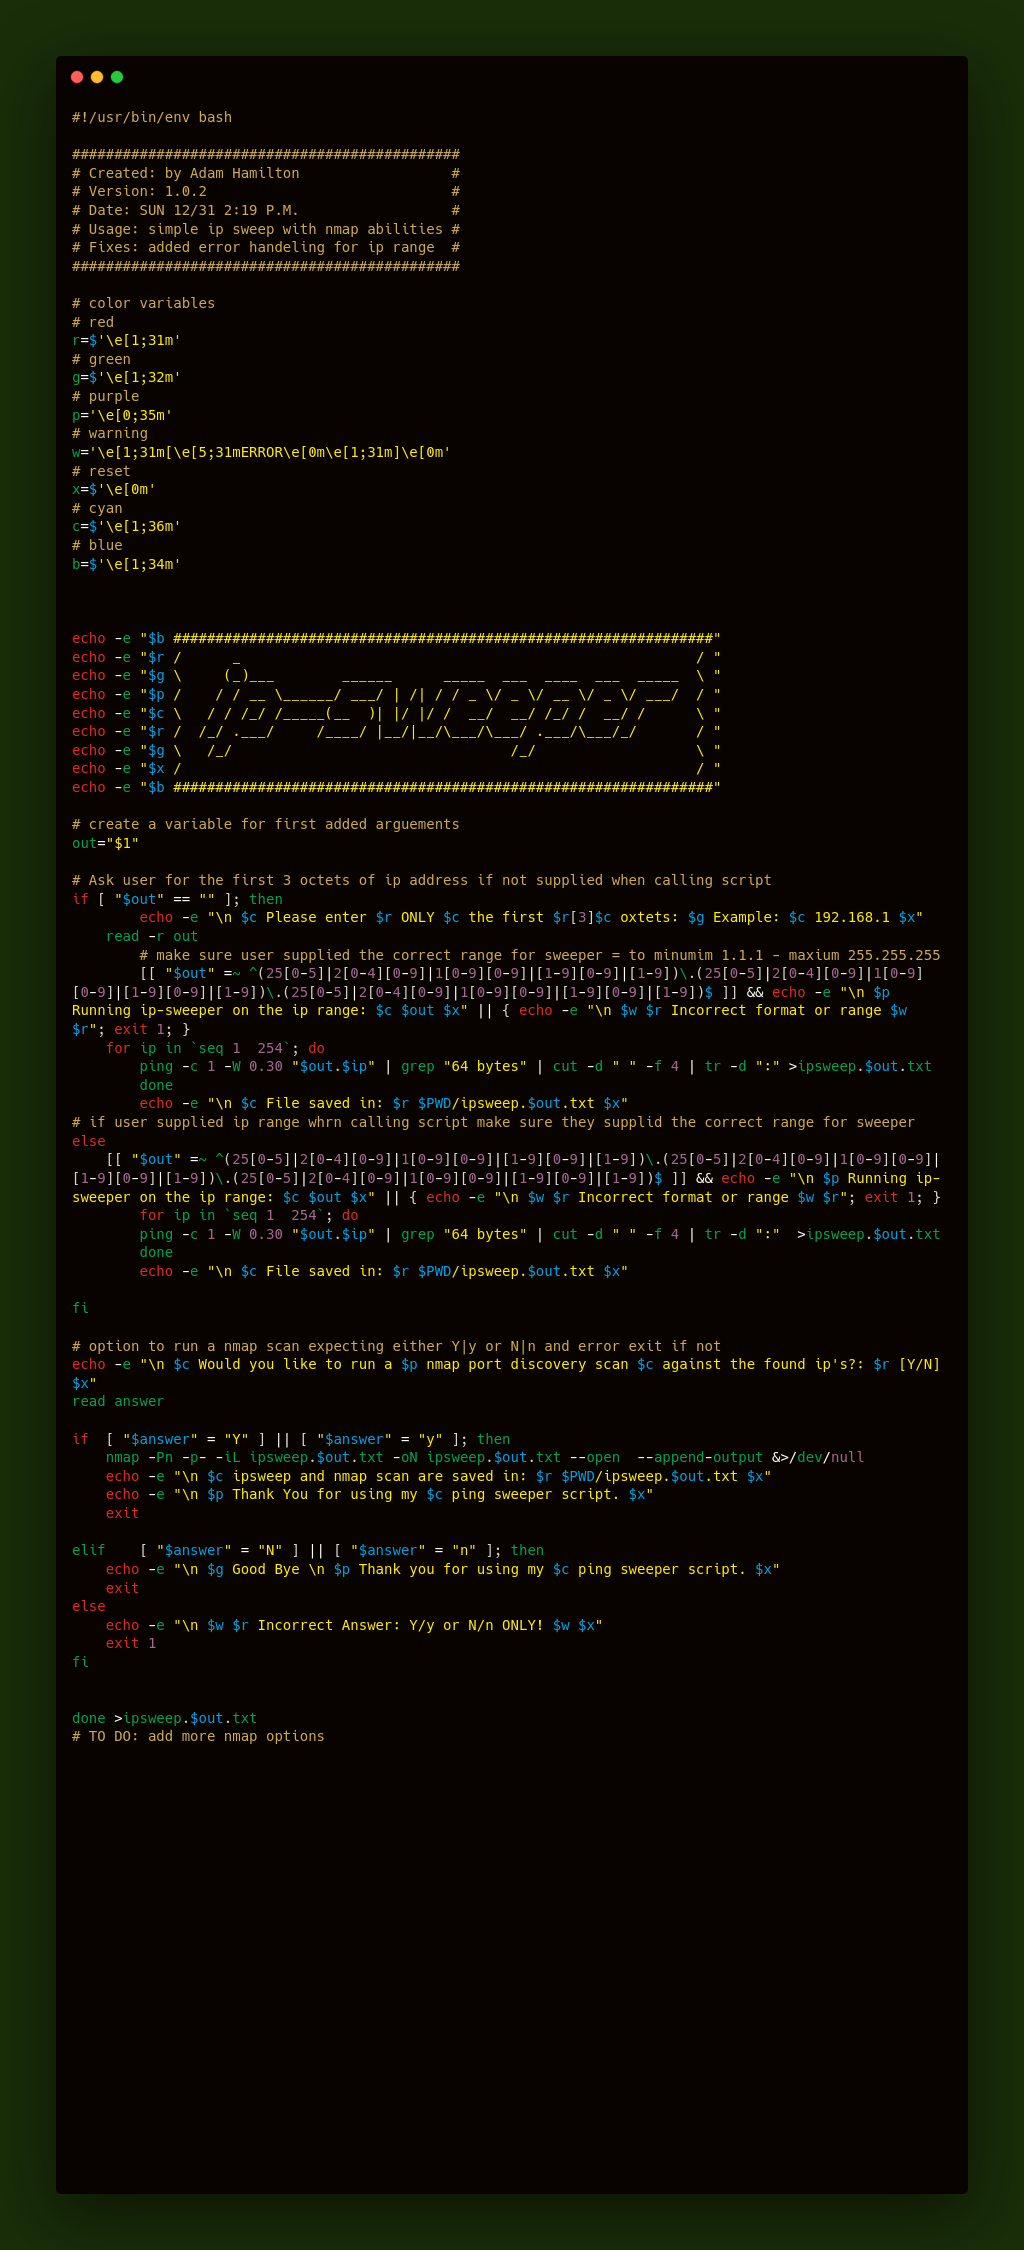 #!/usr/bin/env bash

##############################################
# Created: by Adam Hamilton                  #
# Version: 1.0.2                             #
# Date: SUN 12/31 2:19 P.M.                  #
# Usage: simple ip sweep with nmap abilities #
# Fixes: added error handeling for ip range  #
##############################################

# color variables
# red
r=$'\e[1;31m'
# green
g=$'\e[1;32m'
# purple
p='\e[0;35m'
# warning
w='\e[1;31m[\e[5;31mERROR\e[0m\e[1;31m]\e[0m'
# reset
x=$'\e[0m'
# cyan
c=$'\e[1;36m'
# blue
b=$'\e[1;34m'

echo -e "$b ################################################################"
echo -e "$r /      _                                                      / "
echo -e "$g \     (_)___        ______      _____  ___  ____  ___  _____  \ "
echo -e "$p /    / / __ \______/ ___/ | /| / / _ \/ _ \/ __ \/ _ \/ ___/  / "
echo -e "$c \   / / /_/ /_____(__  )| |/ |/ /  __/  __/ /_/ /  __/ /      \ "
echo -e "$r /  /_/ .___/     /____/ |__/|__/\___/\___/ .___/\___/_/       / "
echo -e "$g \   /_/                                 /_/                   \ "
echo -e "$x /                                                             / "
echo -e "$b ################################################################"

# create a variable for first added arguements
out="$1"

# Ask user for the first 3 octets of ip address if not supplied when calling script
if [ "$out" == "" ]; then
        echo -e "\n $c Please enter $r ONLY $c the first $r[3]$c oxtets: $g Example: $c 192.168.1 $x"
    read -r out
        # make sure user supplied the correct range for sweeper = to minumim 1.1.1 - maxium 255.255.255
        [[ "$out" =~ ^(25[0-5]|2[0-4][0-9]|1[0-9][0-9]|[1-9][0-9]|[1-9])\.(25[0-5]|2[0-4][0-9]|1[0-9]
[0-9]|[1-9][0-9]|[1-9])\.(25[0-5]|2[0-4][0-9]|1[0-9][0-9]|[1-9][0-9]|[1-9])$ ]] && echo -e "\n $p
Running ip-sweeper on the ip range: $c $out $x" || { echo -e "\n $w $r Incorrect format or range $w
$r"; exit 1; }
    for ip in `seq 1  254`; do
        ping -c 1 -W 0.30 "$out.$ip" | grep "64 bytes" | cut -d " " -f 4 | tr -d ":" >ipsweep.$out.txt
        done
        echo -e "\n $c File saved in: $r $PWD/ipsweep.$out.txt $x"
# if user supplied ip range whrn calling script make sure they supplid the correct range for sweeper
else
    [[ "$out" =~ ^(25[0-5]|2[0-4][0-9]|1[0-9][0-9]|[1-9][0-9]|[1-9])\.(25[0-5]|2[0-4][0-9]|1[0-9][0-9]|
[1-9][0-9]|[1-9])\.(25[0-5]|2[0-4][0-9]|1[0-9][0-9]|[1-9][0-9]|[1-9])$ ]] && echo -e "\n $p Running ip-
sweeper on the ip range: $c $out $x" || { echo -e "\n $w $r Incorrect format or range $w $r"; exit 1; }
        for ip in `seq 1  254`; do
        ping -c 1 -W 0.30 "$out.$ip" | grep "64 bytes" | cut -d " " -f 4 | tr -d ":"  >ipsweep.$out.txt
        done
        echo -e "\n $c File saved in: $r $PWD/ipsweep.$out.txt $x"

fi

# option to run a nmap scan expecting either Y|y or N|n and error exit if not
echo -e "\n $c Would you like to run a $p nmap port discovery scan $c against the found ip's?: $r [Y/N]
$x"
read answer

if  [ "$answer" = "Y" ] || [ "$answer" = "y" ]; then
    nmap -Pn -p- -iL ipsweep.$out.txt -oN ipsweep.$out.txt --open  --append-output &>/dev/null
    echo -e "\n $c ipsweep and nmap scan are saved in: $r $PWD/ipsweep.$out.txt $x"
    echo -e "\n $p Thank You for using my $c ping sweeper script. $x"
    exit

elif    [ "$answer" = "N" ] || [ "$answer" = "n" ]; then
    echo -e "\n $g Good Bye \n $p Thank you for using my $c ping sweeper script. $x"
    exit
else
    echo -e "\n $w $r Incorrect Answer: Y/y or N/n ONLY! $w $x"
    exit 1
fi

done >ipsweep.$out.txt
# TO DO: add more nmap options